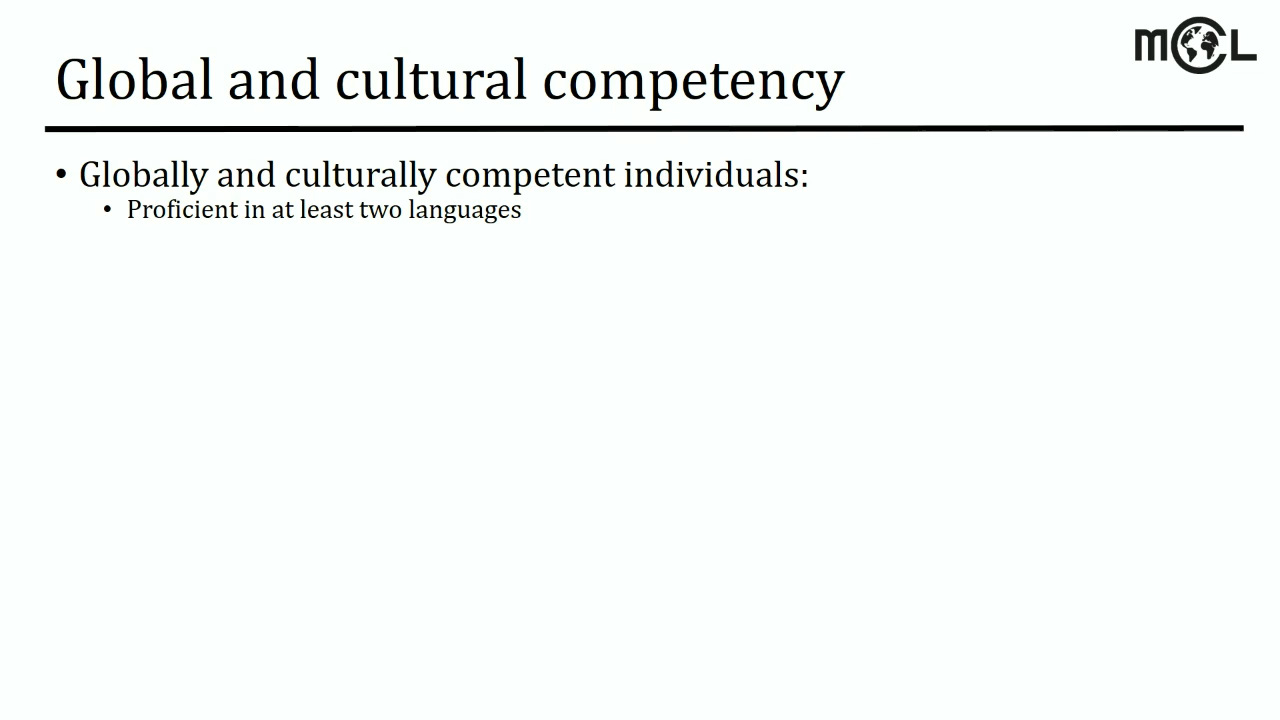 MCL
Global and cultural competency
• Globally and culturally competent individuals:
• Proficient in at least two languages